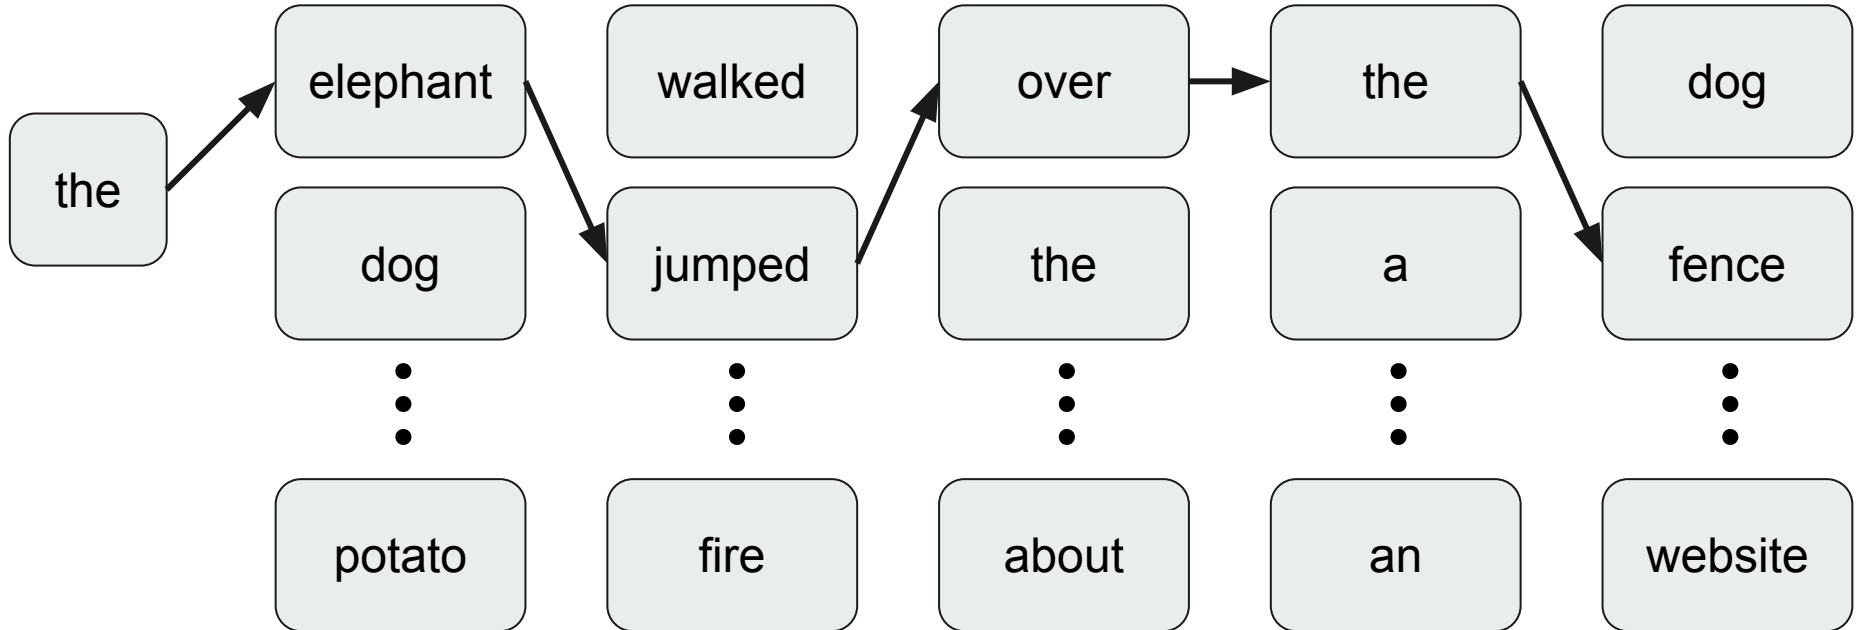 elephant walked over the dog
the
dog jumped the a fence
potato fire about an website